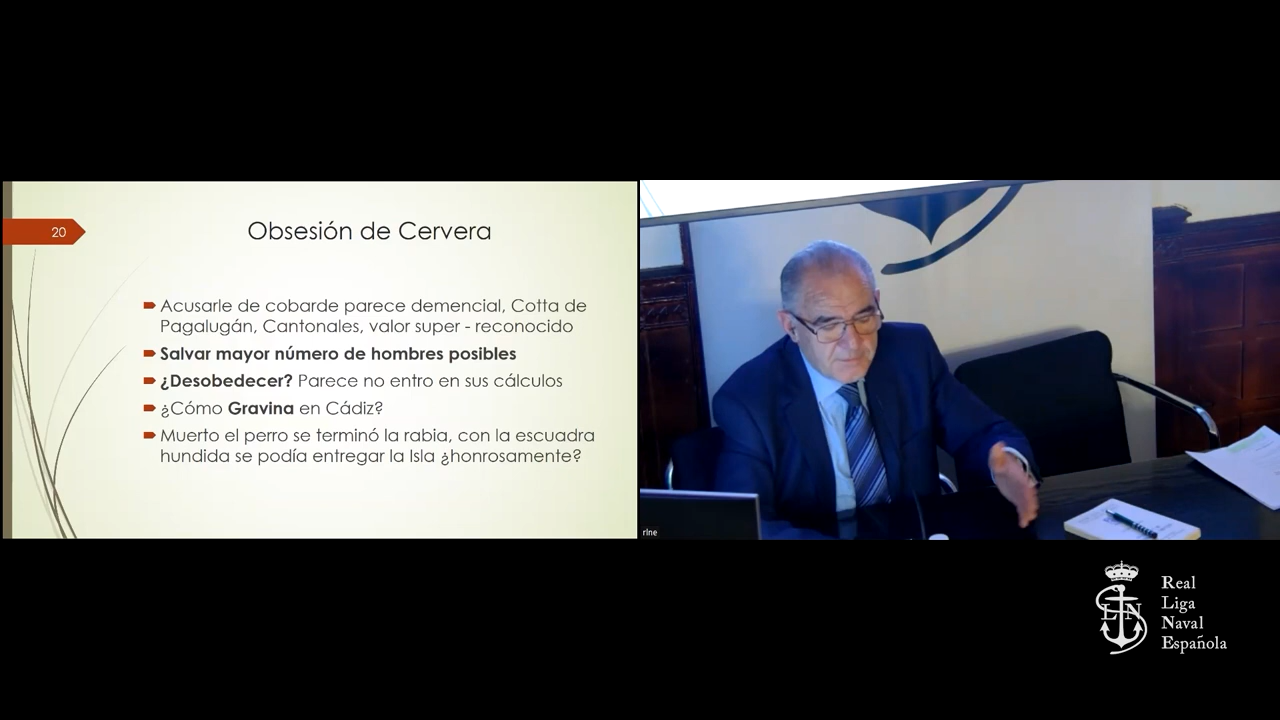 20
Obsesión de Cervera
Acusarle de cobarde parece demencial, Cotta de
Pagalugán, Cantonales, valor super - reconocido
Salvar mayor número de hombres posibles
¿Desobedecer? Parece no entro en sus cálculos
¿Cómo Gravina en Cádiz?
Muerto el perro se terminó la rabia, con la escuadra
hundida se podía entregar la Isla ¿honrosamente?
rlne
LN
Real
Liga
Naval
Española